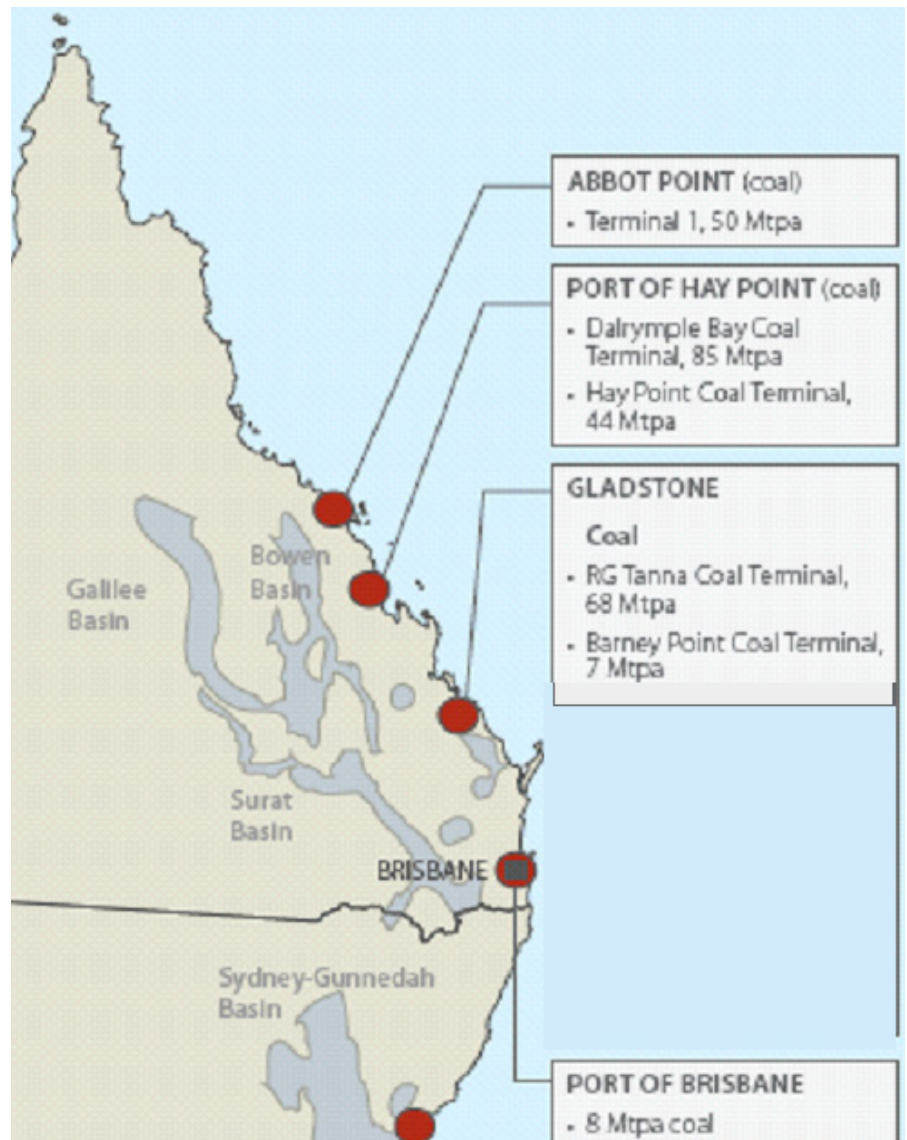 ABBOT POINT (coal)
• Terminal 1, 50 Mtpa
PORT OF HAY POINT (coal)
• Dalrymple Bay Coal
Terminal, 85 Mtpa
• Hay Point Coal Terminal,
44 Mtpa
GLADSTONE
Coal
• RG Tanna Coal Terminal,
68 Mtpa
• Barney Point Coal Terminal,
7 Mtpa
Bowen
Basin
Galilee
Basin
Surat
Basin
BRISBANE
Sydney-Gunnedah
Basin
PORT OF BRISBANE
• 8 Mtpa coal